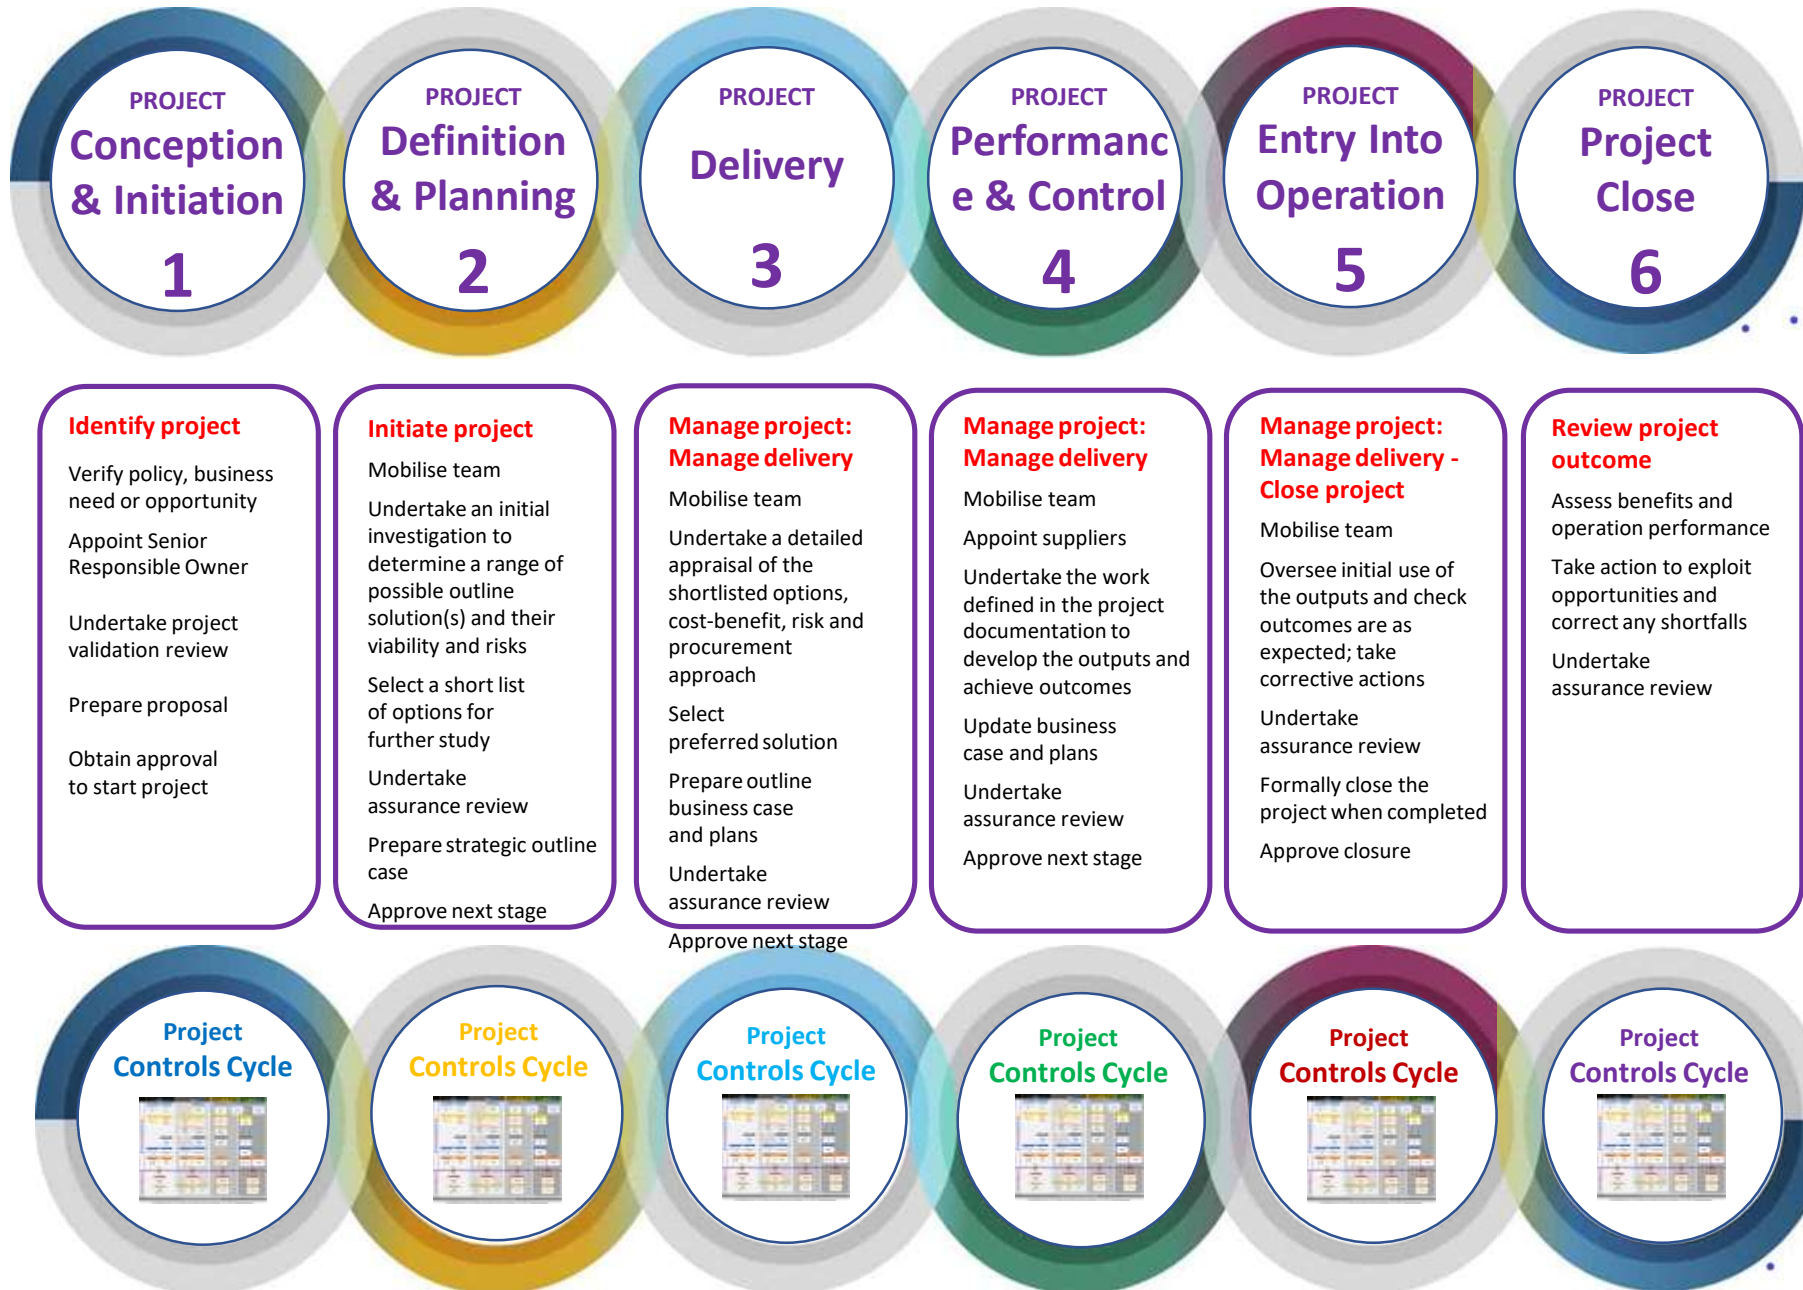 PROJECT
Conception
& Initiation
1
PROJECT
Definition
& Planning
2
PROJECT
Delivery
3
PROJECT
Performanc
e & Control
4
PROJECT
Entry Into
Operation
5
PROJECT
Project
Close
6
Identify project
Verify policy, business
need or opportunity
Appoint Senior
Responsible Owner
Undertake project
validation review
Prepare proposal
Obtain approval
to start project
Initiate project
Mobilise team
Undertake an initial
investigation to
determine a range of
possible outline
solution(s) and their
viability and risks
Select a short list
of options for
further study
Undertake
assurance review
Prepare strategic outline
case
Approve next stage
Manage project:
Manage delivery
Mobilise team
Undertake a detailed
appraisal of the
shortlisted options,
cost-benefit, risk and
procurement
approach
Select
preferred solution
Prepare outline
business case
and plans
Undertake
assurance review
Approve next stage
Manage project:
Manage delivery
Mobilise team
Appoint suppliers
Undertake the work
defined in the project
documentation to
develop the outputs and
achieve outcomes
Update business
case and plans
Undertake
assurance review
Approve next stage
Manage project:
Manage delivery -
Close project
Mobilise team
Oversee initial use of
the outputs and check
outcomes are as
expected; take
corrective actions
Undertake
assurance review
Formally close the
project when completed
Approve closure
Review project
outcome
Assess benefits and
operation performance
Take action to exploit
opportunities and
correct any shortfalls
Undertake
assurance review
Project
Controls Cycle
Project
Controls Cycle
Project
Controls Cycle
Project
Controls Cycle
Project
Controls Cycle
Project
Controls Cycle